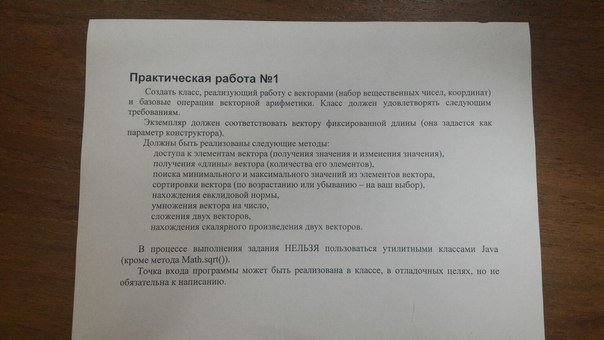 Практическая работа №1
Создать класс, реализующий работу с векторами (набор вещественных чисел, координат)
и базовые операции векторной арифметики. Класс должен удовлетворять следующим
требованиям.
Экземпляр должен соответствовать вектору фиксированной длины (она задается как
параметр конструктора).
Должны быть реализованы следующие методы:
доступа к элементам вектора (получения значения и изменения значения),
получения «длины» вектора (количества его элементов),
поиска минимального и максимального значений из элементов вектора,
сортировки вектора (по возрастанию или убыванию – на ваш выбор),
нахождения евклидовой нормы,
умножения вектора на число,
сложения двух векторов,
нахождения скалярного произведения двух векторов.
В процессе выполнения задания НЕЛЬЗЯ пользоваться утилитными классами Java
(кроме метода Math.sqrt()).
Точка входа программы может быть реализована в классе, в отладочных целях, но не
обязательна к написанию.